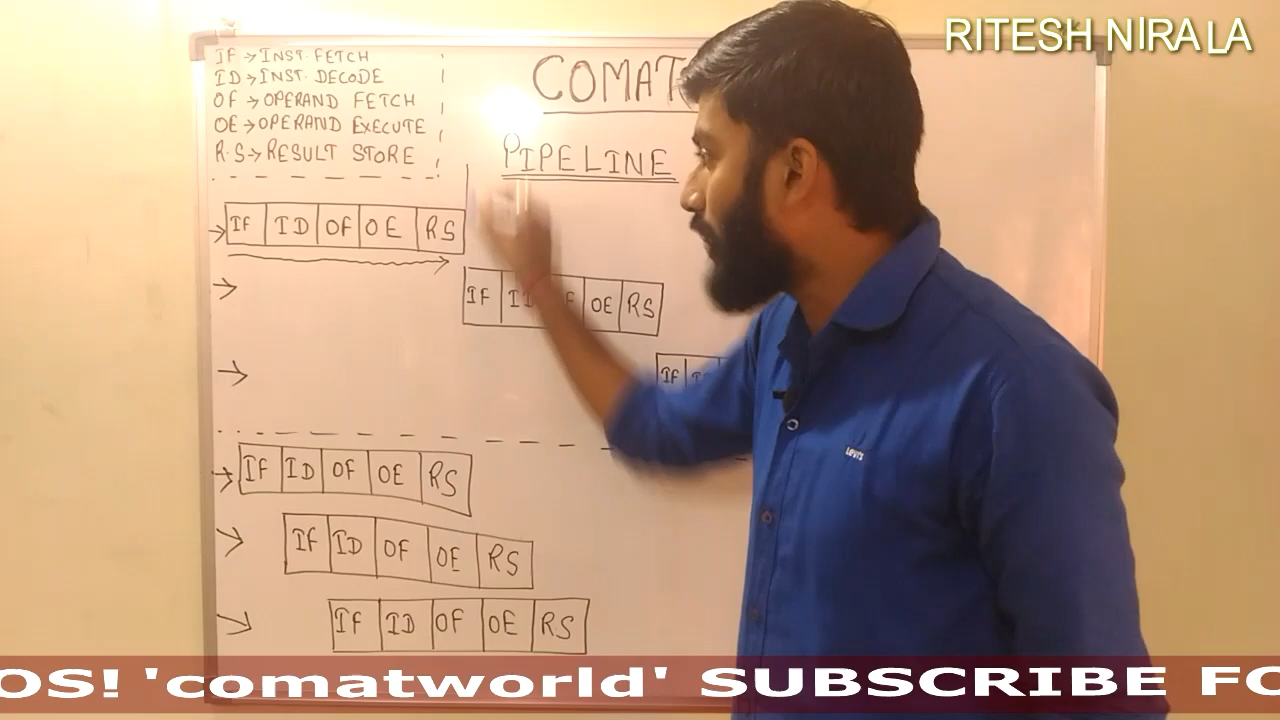 RITESH NIRALA
IF → INST. FETCH
ID → INST. DECODE
OF → OPERAND FETCH
OE → OPERAND EXECUTE
R.S → RESULT STORE
COMAT
PIPELINE
→ IF ID OF OE RS
→ IF ID F OE RS
→ IF ID
→ IF ID OF OE RS
→ IF ID OF OE RS
→ IF ID OF OE RS
Levi's
OS! 'comatworld' SUBSCRIBE FO